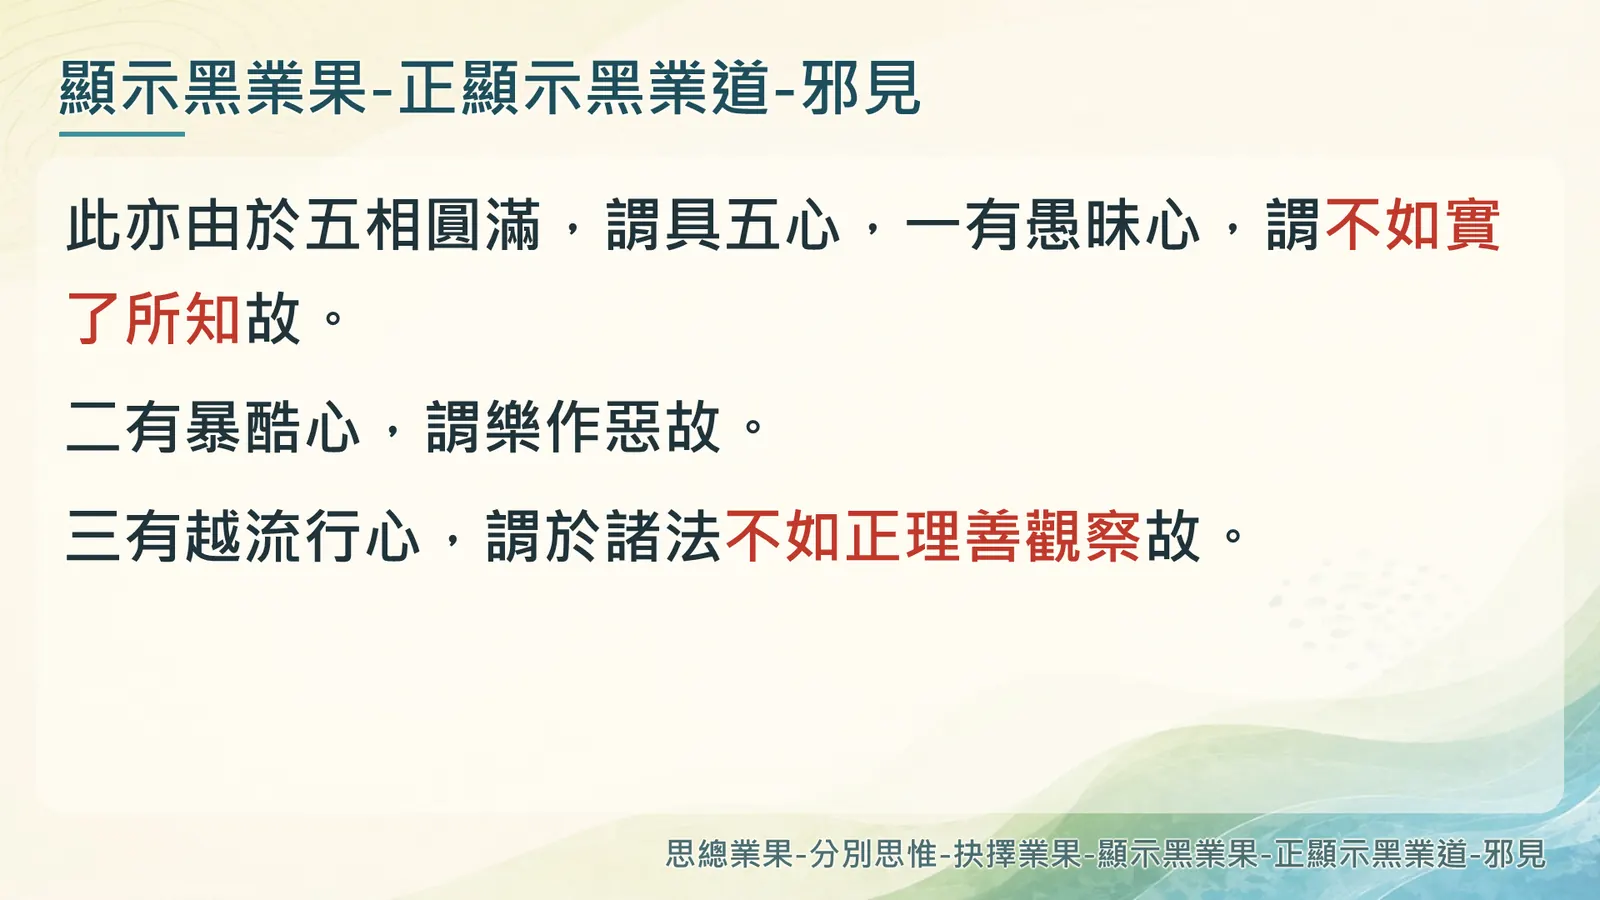 顯示黑業果-正顯示黑業道-邪見
此亦由於五相圓滿，謂具五心，一有愚昧心，謂不如實
了所知故。
二有暴酷心，謂樂作惡故。
三有越流行心，謂於諸法不如正理善觀察故。
思總業果-分別思惟-抉擇業果-顯示黑業果-正顯示黑業道-邪見